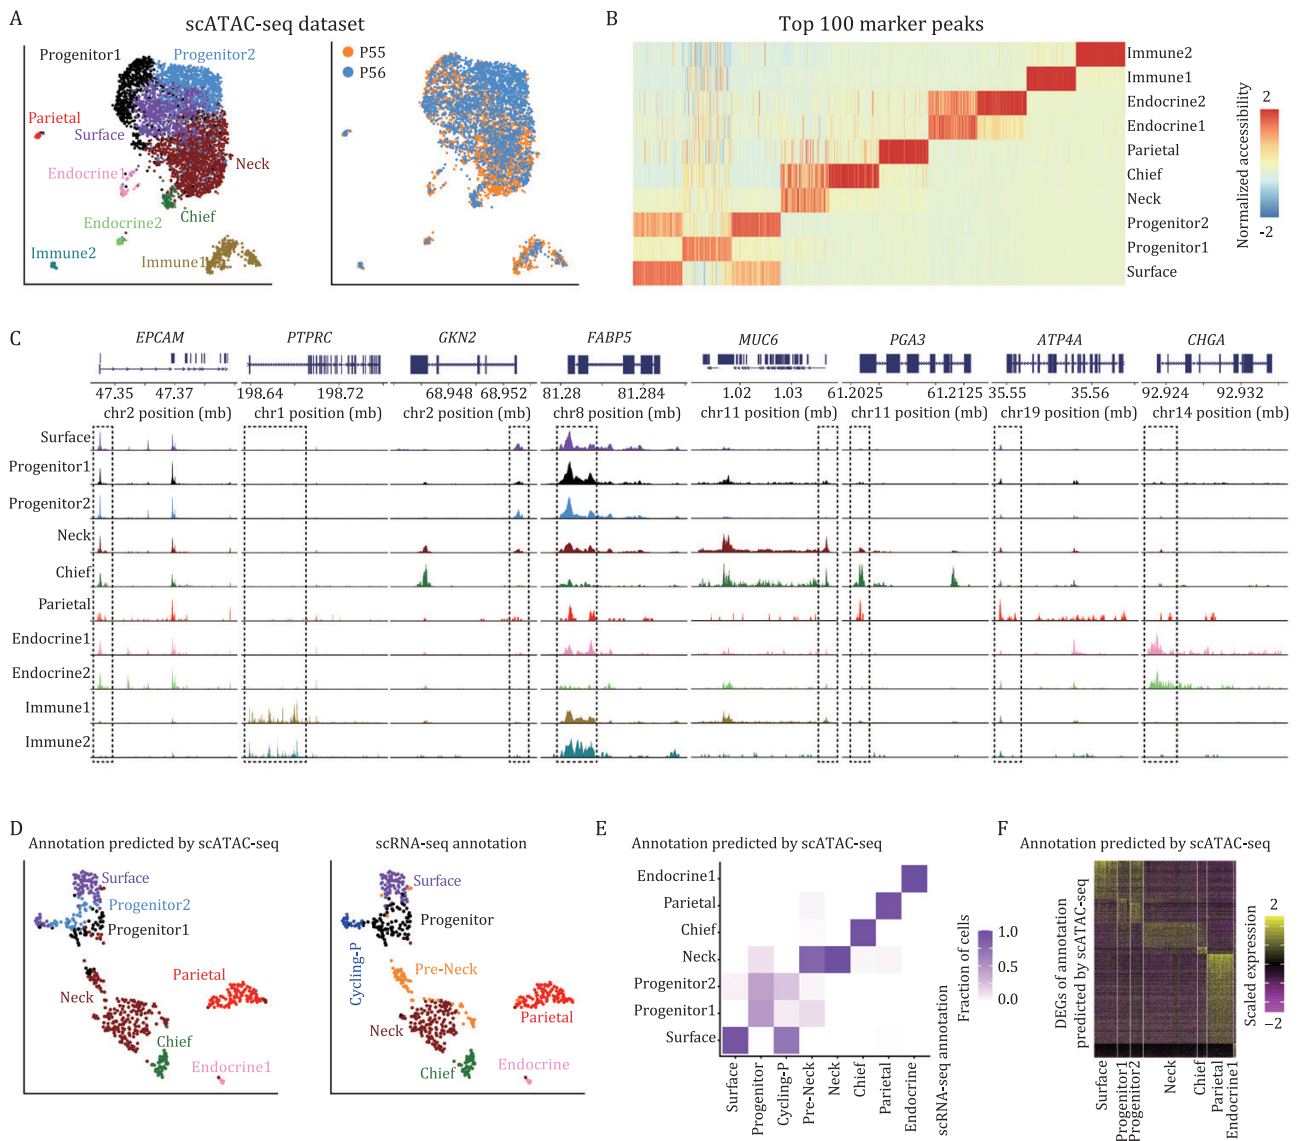 A
scATAC-seq dataset
Progenitor1
Progenitor2
Parietal
Surface
Neck
Endocrine1
Chief
Endocrine2
Immune2
Immune1
P55
P56
B
Top 100 marker peaks
Immune2
Immune1
Endocrine2
Endocrine1
Parietal
Chief
Neck
Progenitor2
Progenitor1
Surface
Normalized accessibility
2
-2
C
EPCAM PTPRC GKN2 FABP5 MUC6 PGA3 ATP4A CHGA
47.35 47.37 198.64 198.72 68.948 68.952 81.28 81.284 1.02 1.03 61.2025 61.2125 35.55 35.56 92.924 92.932
chr2 position (mb) chr1 position (mb) chr2 position (mb) chr8 position (mb) chr11 position (mb) chr11 position (mb) chr19 position (mb) chr14 position (mb)
Surface
Progenitor1
Progenitor2
Neck
Chief
Parietal
Endocrine1
Endocrine2
Immune1
Immune2
D
Annotation predicted by scATAC-seq
Surface
Progenitor2
Progenitor1
Neck
Parietal
Chief
Endocrine1
scRNA-seq annotation
Surface
Progenitor
Cycling-P
Pre-Neck
Neck
Parietal
Chief
Endocrine
E
Annotation predicted by scATAC-seq
Endocrine1
Parietal
Chief
Neck
Progenitor2
Progenitor1
Surface
Surface
Progenitor
Cycling-P
Pre-Neck
Neck
Chief
Parietal
Endocrine
scRNA-seq annotation
Fraction of cells
1.0
0.5
0.0
F
Annotation predicted by scATAC-seq
DEGs of annotation
predicted by scATAC-seq
Surface
Progenitor1
Progenitor2
Neck
Chief
Parietal
Endocrine1
Scaled expression
2
−2